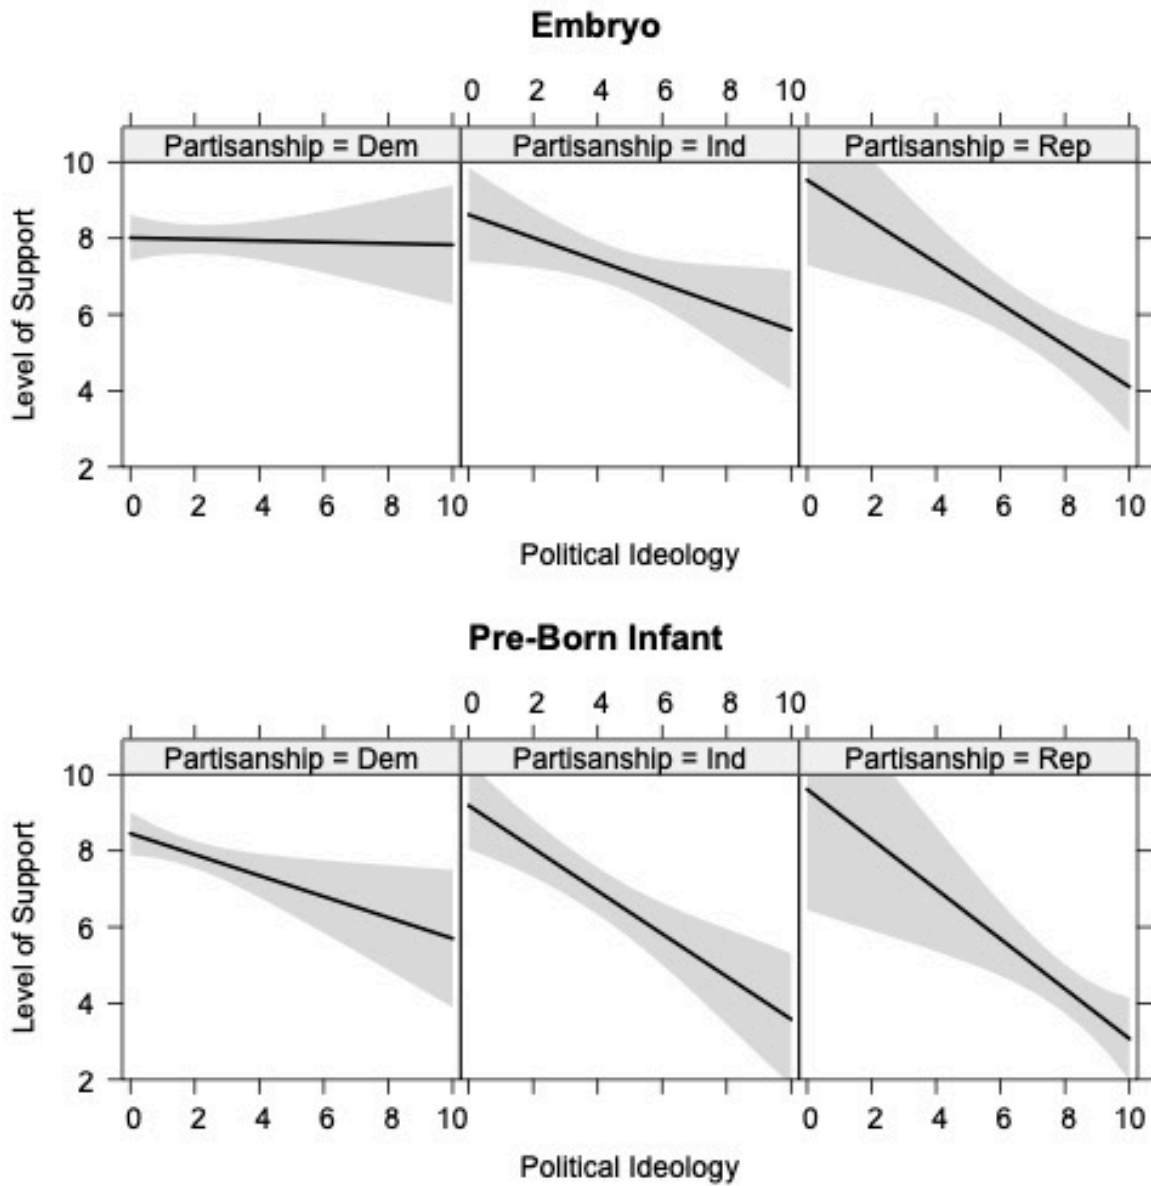 Embryo
0 2 4 6 8 10
Partisanship = Dem Partisanship = Ind Partisanship = Rep
10
8
6
4
2
Level of Support
0 2 4 6 8 10 0 2 4 6 8 10
Political Ideology
Pre-Born Infant
0 2 4 6 8 10
Partisanship = Dem Partisanship = Ind Partisanship = Rep
10
8
6
4
2
Level of Support
0 2 4 6 8 10 0 2 4 6 8 10
Political Ideology